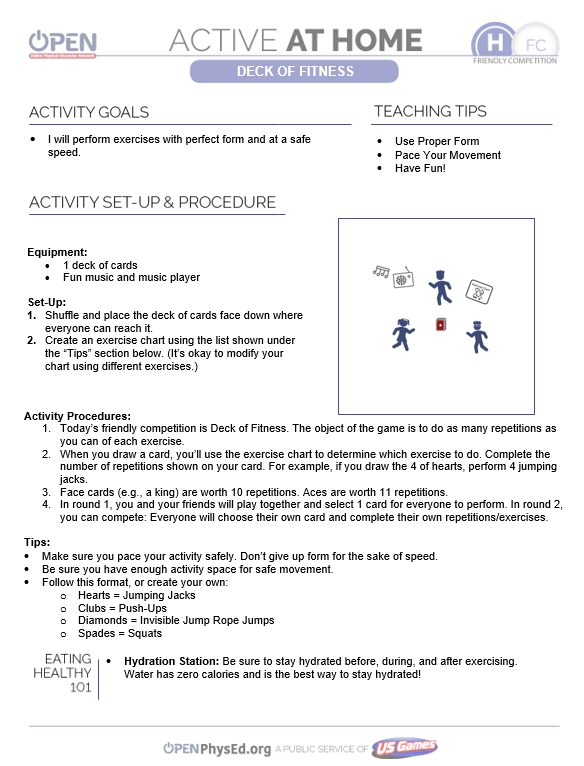 OPEN
Online Physical Education Network
ACTIVE AT HOME
H FC
FRIENDLY COMPETITION
DECK OF FITNESS
ACTIVITY GOALS
• I will perform exercises with perfect form and at a safe
speed.
TEACHING TIPS
• Use Proper Form
• Pace Your Movement
• Have Fun!
ACTIVITY SET-UP & PROCEDURE
Equipment:
• 1 deck of cards
• Fun music and music player
Set-Up:
1. Shuffle and place the deck of cards face down where
everyone can reach it.
2. Create an exercise chart using the list shown under
the “Tips” section below. (It’s okay to modify your
chart using different exercises.)
Activity Procedures:
1. Today’s friendly competition is Deck of Fitness. The object of the game is to do as many repetitions as
you can of each exercise.
2. When you draw a card, you’ll use the exercise chart to determine which exercise to do. Complete the
number of repetitions shown on your card. For example, if you draw the 4 of hearts, perform 4 jumping
jacks.
3. Face cards (e.g., a king) are worth 10 repetitions. Aces are worth 11 repetitions.
4. In round 1, you and your friends will play together and select 1 card for everyone to perform. In round 2,
you can compete: Everyone will choose their own card and complete their own repetitions/exercises.
Tips:
• Make sure you pace your activity safely. Don’t give up form for the sake of speed.
• Be sure you have enough activity space for safe movement.
• Follow this format, or create your own:
o Hearts = Jumping Jacks
o Clubs = Push-Ups
o Diamonds = Invisible Jump Rope Jumps
o Spades = Squats
EATING
HEALTHY
101
• Hydration Station: Be sure to stay hydrated before, during, and after exercising.
Water has zero calories and is the best way to stay hydrated!
OPENPhysEd.org A PUBLIC SERVICE OF US Games